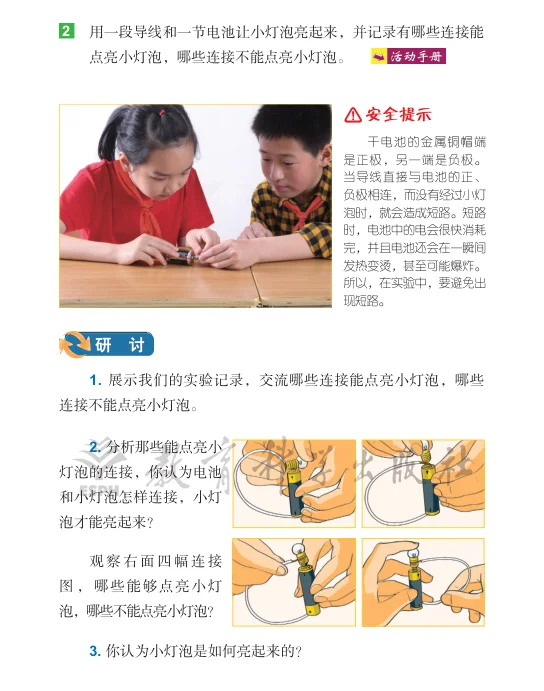 2 用一段导线和一节电池让小灯泡亮起来，并记录有哪些连接能
点亮小灯泡，哪些连接不能点亮小灯泡。 活动手册
安全提示
干电池的金属铜帽端
是正极，另一端是负极。
当导线直接与电池的正、
负极相连，而没有经过小灯
泡时，就会造成短路。短路
时，电池中的电会很快消耗
完，并且电池还会在一瞬间
发热变烫，甚至可能爆炸。
所以，在实验中，要避免出
现短路。
研 讨
1. 展示我们的实验记录，交流哪些连接能点亮小灯泡，哪些
连接不能点亮小灯泡。
2. 分析那些能点亮小
灯泡的连接，你认为电池
和小灯泡怎样连接，小灯
泡才能亮起来？
观察右面四幅连接
图，哪些能够点亮小灯
泡，哪些不能点亮小灯泡？
3. 你认为小灯泡是如何亮起来的？
教育科学出版社
ESPH